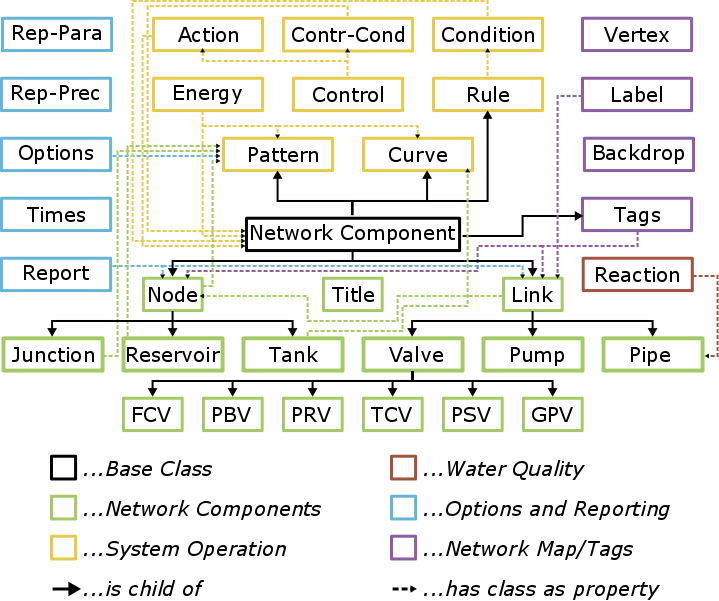 Rep-Para
Action
Contr-Cond
Condition
Vertex
Rep-Prec
Energy
Control
Rule
Label
Options
Pattern
Curve
Backdrop
Times
Network Component
Tags
Report
Node
Title
Link
Reaction
Junction
Reservoir
Tank
Valve
Pump
Pipe
FCV
PBV
PRV
TCV
PSV
GPV
...Base Class
...Water Quality
...Network Components
...Options and Reporting
...System Operation
...Network Map/Tags
...is child of
...has class as property